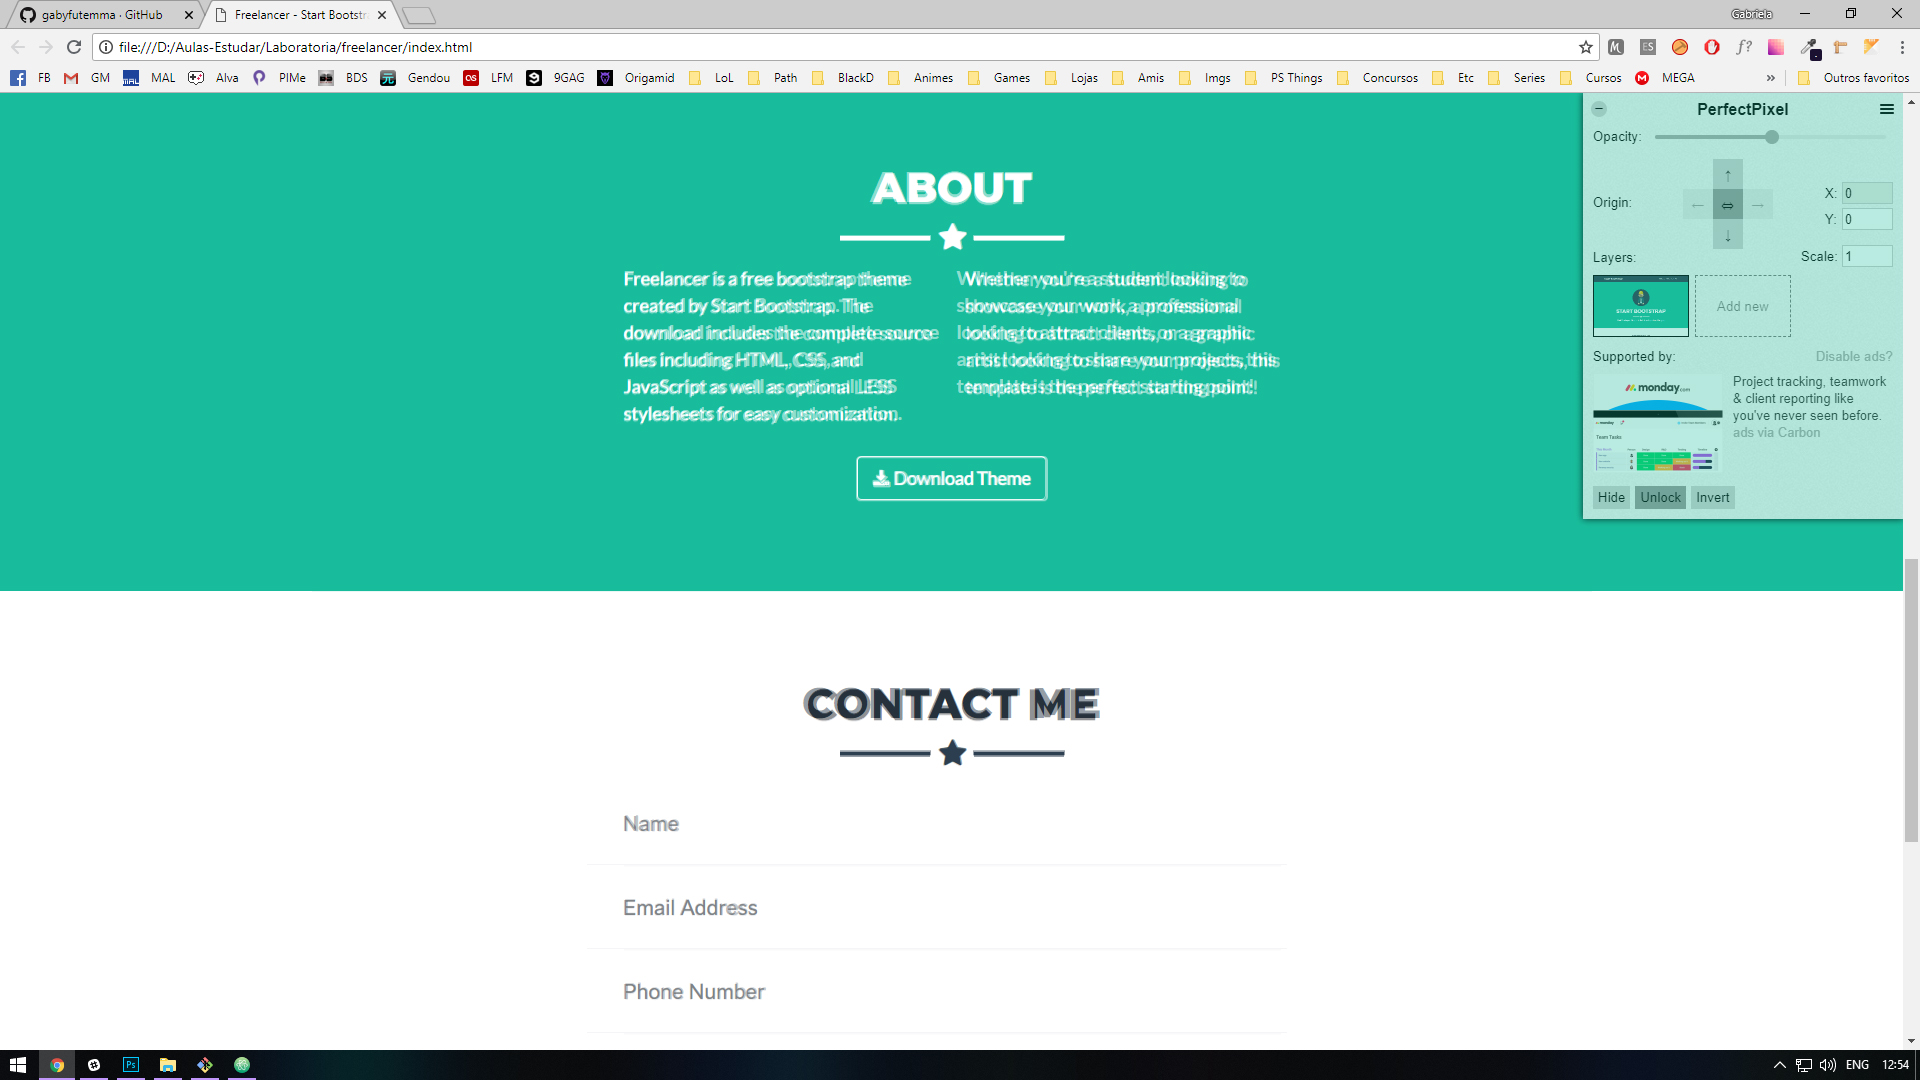 gabyfutemma · GitHub
Freelancer - Start Bootstr
Gabriela
file:///D:/Aulas-Estudar/Laboratoria/freelancer/index.html
FB GM MAL Alva PIMe BDS Gendou LFM 9GAG Origamid LoL Path BlackD Animes Games Lojas Amis Imgs PS Things Concursos Etc Series Cursos MEGA » Outros favoritos
PerfectPixel
Opacity:
Origin:
X: 0
Y: 0
Layers:
Scale: 1
START BOOTSTRAP
Add new
Supported by:
Disable ads?
monday.com
Team Tasks
Project tracking, teamwork
& client reporting like
you've never seen before.
ads via Carbon
Hide Unlock Invert
ABOUT
Freelancer is a free bootstrap theme
created by Start Bootstrap. The
download includes the complete source
files including HTML, CSS, and
JavaScript as well as optional LESS
stylesheets for easy customization.
Whether you're a student looking to
showcase your work, a professional
looking to attract clients, or a graphic
artist looking to share your projects, this
template is the perfect starting point!
Download Theme
CONTACT ME
Name
Email Address
Phone Number
ENG 12:54